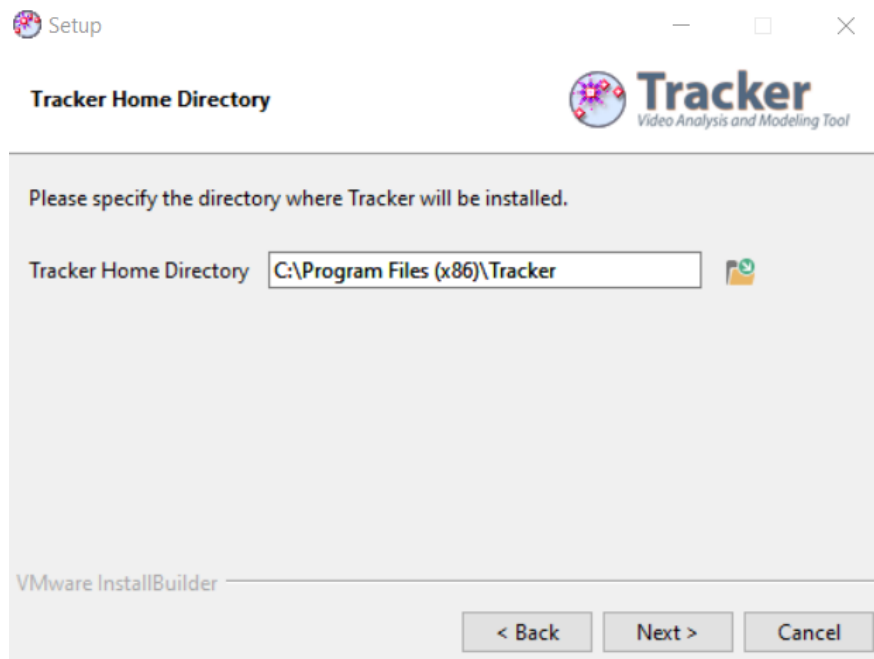 Setup
Tracker Home Directory
Tracker
Video Analysis and Modeling Tool
Please specify the directory where Tracker will be installed.
Tracker Home Directory C:\Program Files (x86)\Tracker
VMware InstallBuilder
< Back Next > Cancel